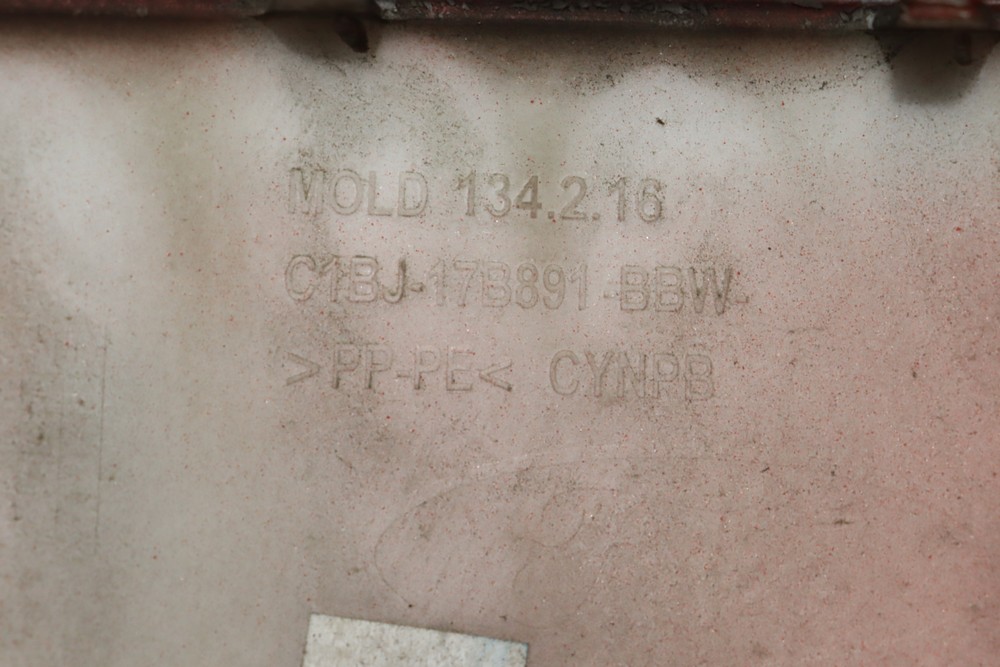 MOLD 134.2.16
C1BJ-17B891-BBW-
>PP-PE< CYNPB